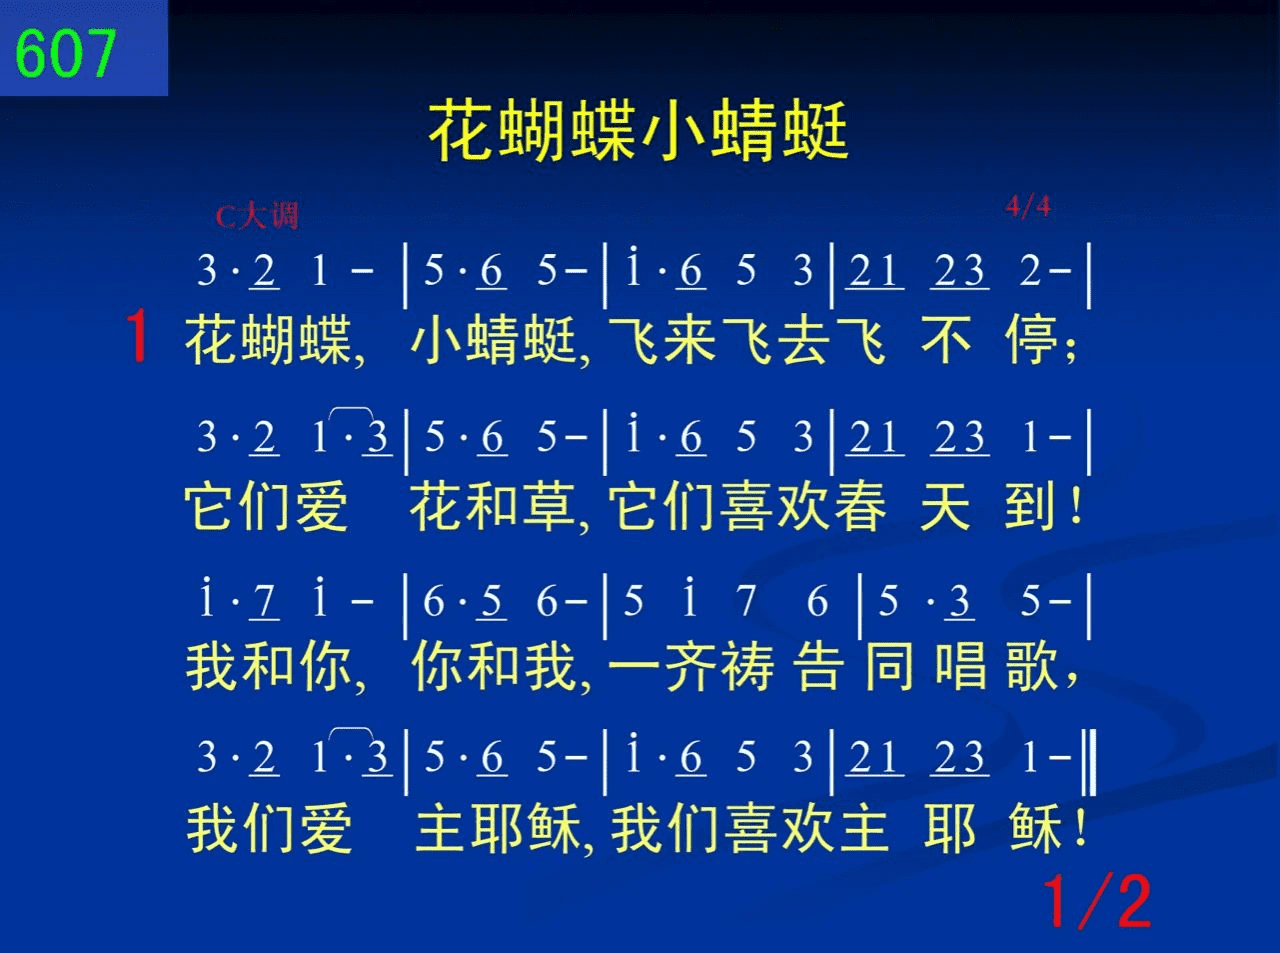 607
花蝴蝶小蜻蜓
C大调 4/4
3·2 1 - | 5·6 5- | i·6 5 3 | 21 23 2- |
1 花蝴蝶, 小蜻蜓, 飞来飞去飞 不 停;
3·2 1·3 | 5·6 5- | i·6 5 3 | 21 23 1- |
它们爱 花和草, 它们喜欢春 天 到!
i·7 i - | 6·5 6- | 5 i 7 6 | 5 ·3 5- |
我和你, 你和我, 一齐祷 告 同 唱 歌,
3·2 1·3 | 5·6 5- | i·6 5 3 | 21 23 1- ‖
我们爱 主耶稣, 我们喜欢主 耶 稣!
1/2